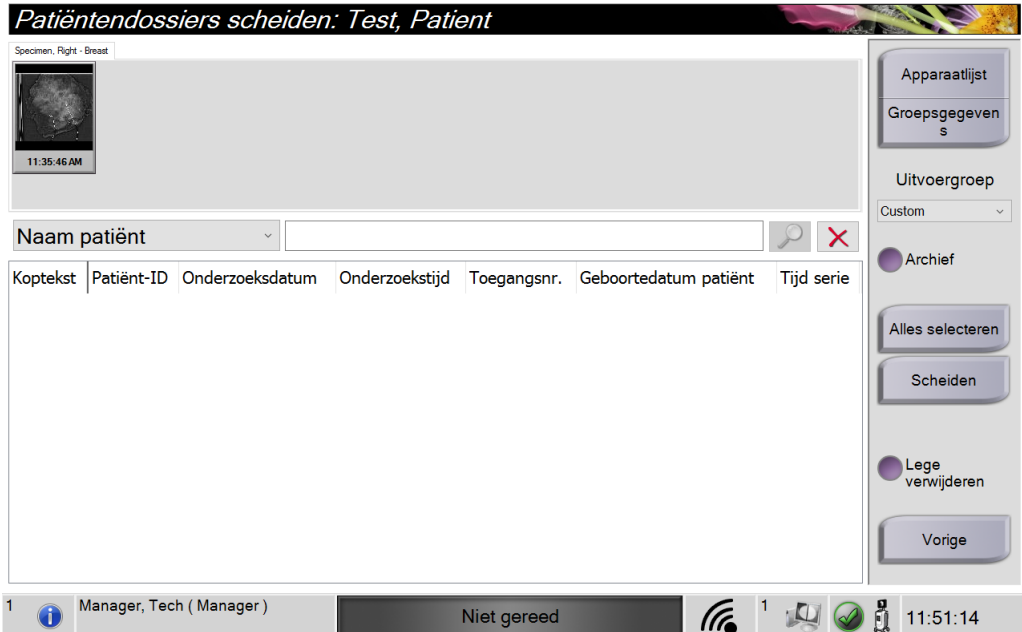 Patiëntendossiers scheiden: Test, Patient
Specimen, Right - Breast
11:35:46 AM
Naam patiënt
Koptekst Patiënt-ID Onderzoeksdatum Onderzoekstijd Toegangsnr. Geboortedatum patiënt Tijd serie
Apparaatlijst
Groepsgegeven
s
Uitvoergroep
Custom
Archief
Alles selecteren
Scheiden
Lege
verwijderen
Vorige
1 Manager, Tech ( Manager ) Niet gereed 1 11:51:14